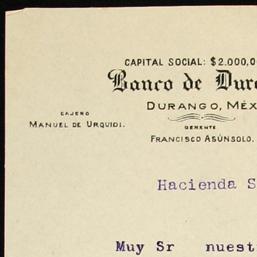 CAPITAL SOCIAL: $2.000,0
Banco de Dur
DURANGO, MÉX
CAJERO
MANUEL DE URQUIDI.
GERENTE
FRANCISCO ASÚNSOLO.
Hacienda S
Muy Sr nuest